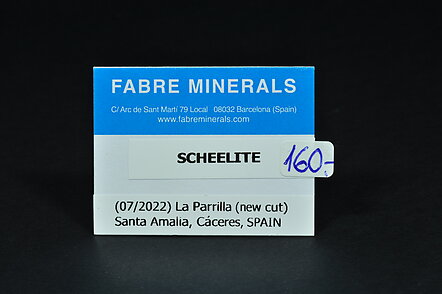 FABRE MINERALS
C/ Arc de Sant Martí 79 Local 08032 Barcelona (Spain)
www.fabreminerals.com
SCHEELITE
160.-
(07/2022) La Parrilla (new cut)
Santa Amalia, Cáceres, SPAIN